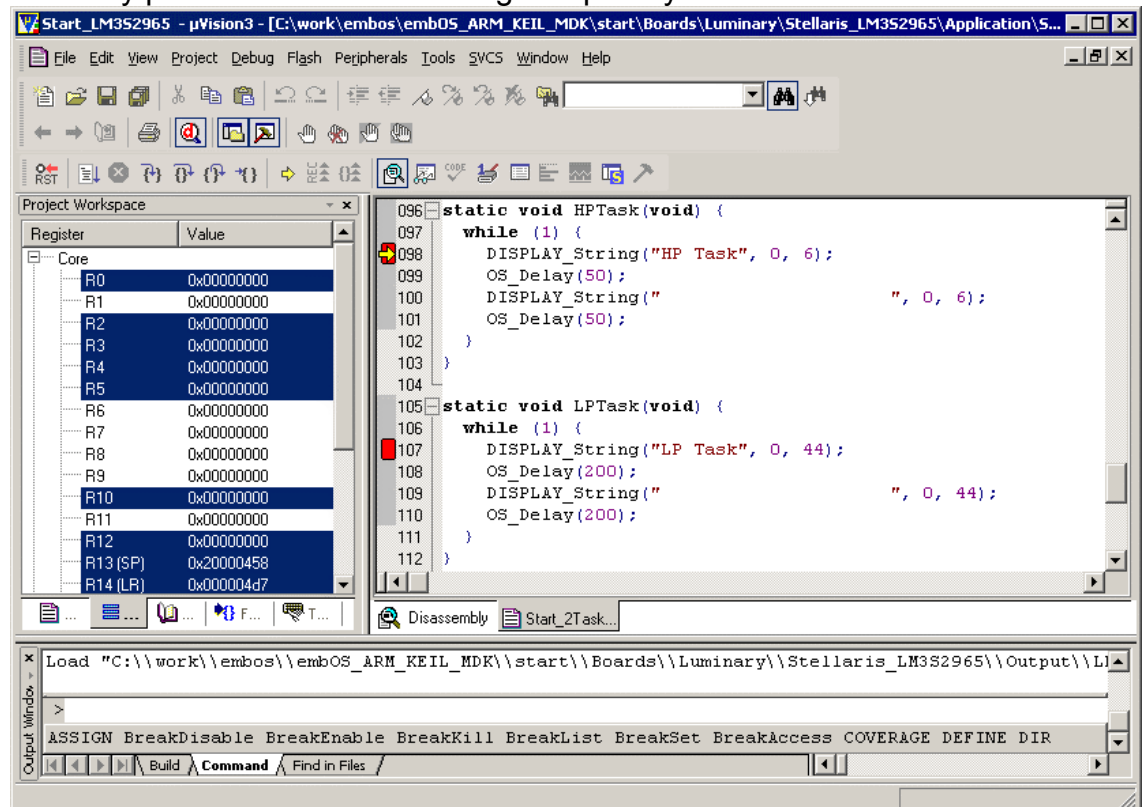 Start_LM3S2965 - µVision3 - [C:\work\embos\embOS_ARM_KEIL_MDK\start\Boards\Luminary\Stellaris_LM3S2965\Application\S...
File Edit View Project Debug Flash Peripherals Tools SVCS Window Help
RST
CODE
Project Workspace
Register Value
Core
R0 0x00000000
R1 0x00000000
R2 0x00000000
R3 0x00000000
R4 0x00000000
R5 0x00000000
R6 0x00000000
R7 0x00000000
R8 0x00000000
R9 0x00000000
R10 0x00000000
R11 0x00000000
R12 0x00000000
R13 (SP) 0x20000458
R14 (LR) 0x000004d7
... ... ... F... T...
096 static void HPTask(void) {
097 while (1) {
098 DISPLAY_String("HP Task", 0, 6);
099 OS_Delay(50);
100 DISPLAY_String("                    ", 0, 6);
101 OS_Delay(50);
102 }
103 }
104
105 static void LPTask(void) {
106 while (1) {
107 DISPLAY_String("LP Task", 0, 44);
108 OS_Delay(200);
109 DISPLAY_String("                    ", 0, 44);
110 OS_Delay(200);
111 }
112 }
Disassembly Start_2Task...
Load "C:\\work\\embos\\embOS_ARM_KEIL_MDK\\start\\Boards\\Luminary\\Stellaris_LM3S2965\\Output\\
>
ASSIGN BreakDisable BreakEnable BreakKill BreakList BreakSet BreakAccess COVERAGE DEFINE DIR
Output Window
Build Command Find in Files